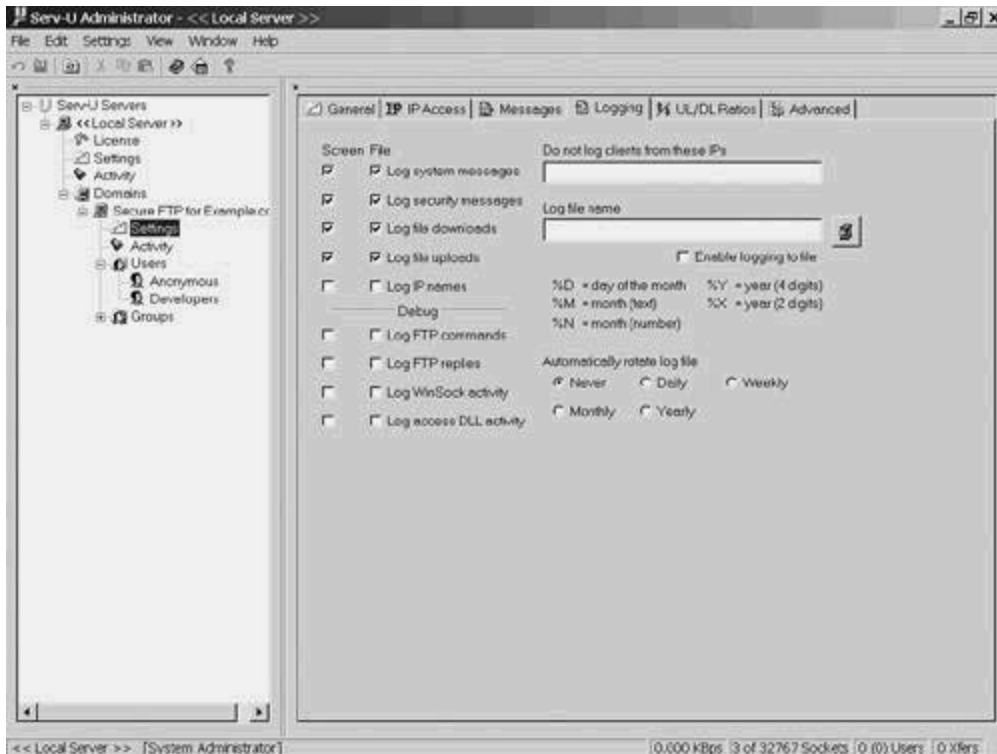 Serv-U Administrator - << Local Server >>
File Edit Settings View Window Help
Serv-U Servers
<< Local Server >>
License
Settings
Activity
Domains
Secure FTP for Example.co
Settings
Activity
Users
Anonymous
Developers
Groups
General IP IP Access Messages Logging UL/DL Ratios Advanced
Screen File
Log system messages
Log security messages
Log file downloads
Log file uploads
Log IP names
Debug
Log FTP commands
Log FTP replies
Log WinSock activity
Log access DLL activity
Do not log clients from these IPs
Log file name
Enable logging to file
%D = day of the month %Y = year (4 digits)
%M = month (text) %X = year (2 digits)
%N = month (number)
Automatically rotate log file
Never Daily Weekly
Monthly Yearly
<< Local Server >> [System Administrator] 0.000 kBps 3 of 32767 Sockets 0 (0) Users 0 Xfers